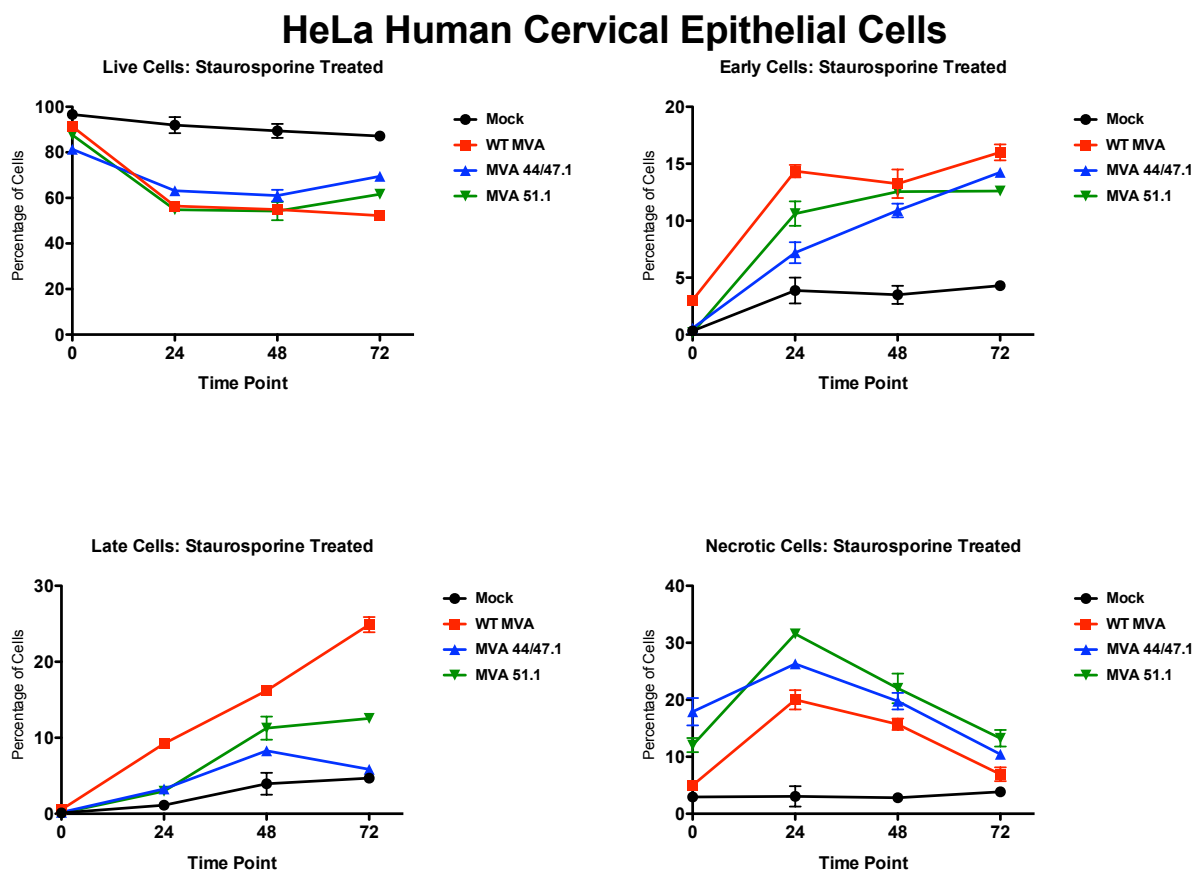 HeLa Human Cervical Epithelial Cells
Live Cells: Staurosporine Treated
Percentage of Cells
100
80
60
40
20
0
0 24 48 72
Time Point
Mock
WT MVA
MVA 44/47.1
MVA 51.1
Early Cells: Staurosporine Treated
Percentage of Cells
20
15
10
5
0
0 24 48 72
Time Point
Mock
WT MVA
MVA 44/47.1
MVA 51.1
Late Cells: Staurosporine Treated
Percentage of Cells
30
20
10
0
0 24 48 72
Time Point
Mock
WT MVA
MVA 44/47.1
MVA 51.1
Necrotic Cells: Staurosporine Treated
Percentage of Cells
40
30
20
10
0
0 24 48 72
Time Point
Mock
WT MVA
MVA 44/47.1
MVA 51.1